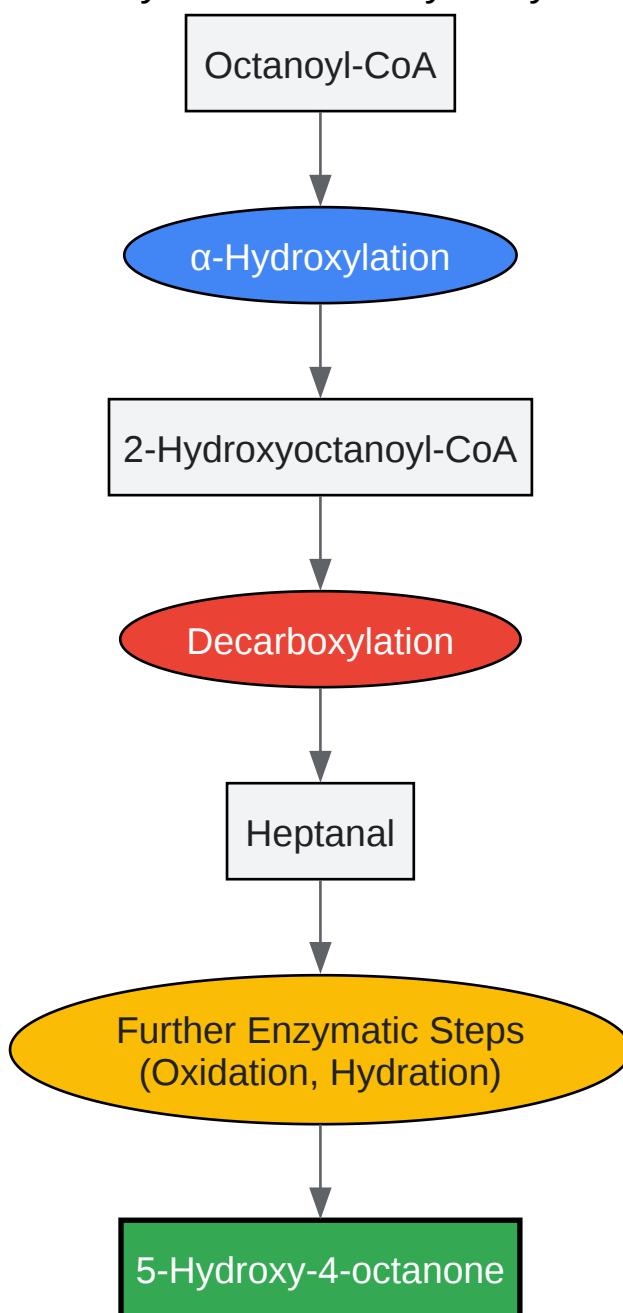 Octanoyl-CoA
α-Hydroxylation
2-Hydroxyoctanoyl-CoA
Decarboxylation
Heptanal
Further Enzymatic Steps
(Oxidation, Hydration)
5-Hydroxy-4-octanone